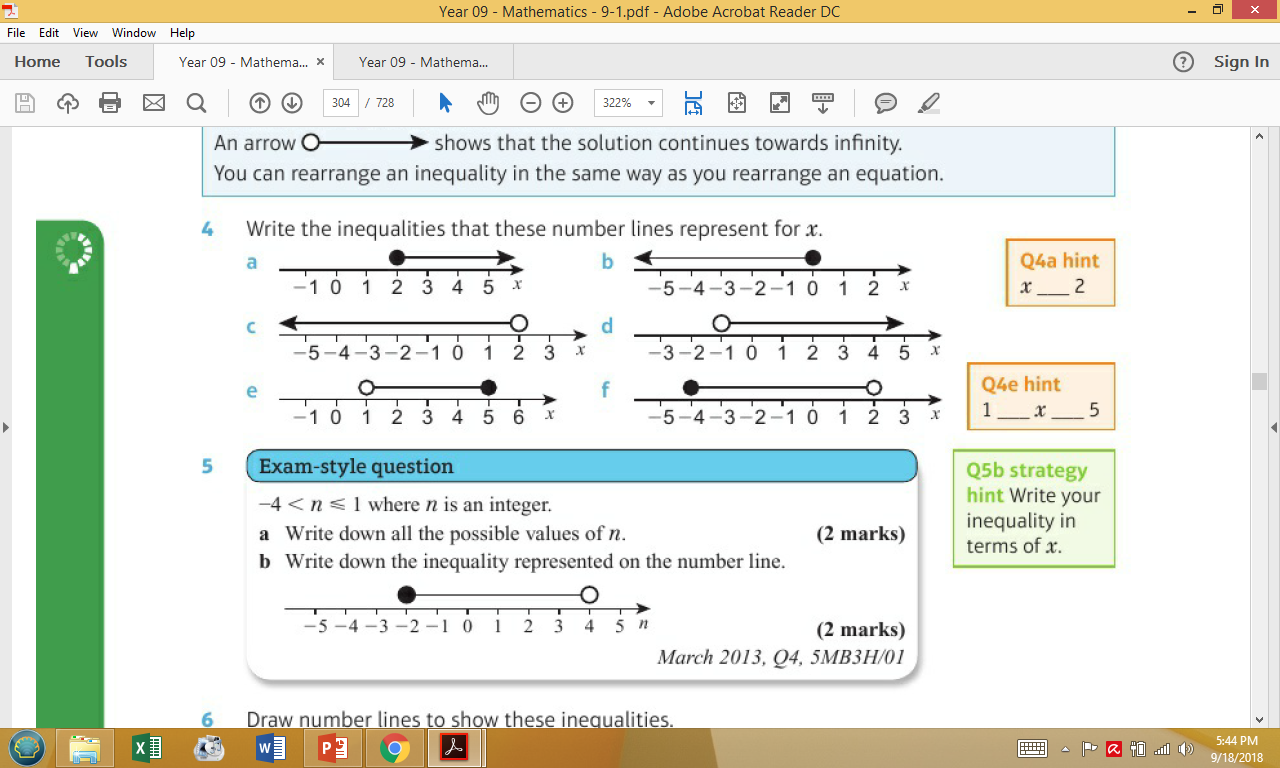 Year 09 - Mathematics - 9-1.pdf - Adobe Acrobat Reader DC
File Edit View Window Help
Home Tools Year 09 - Mathema... × Year 09 - Mathema... ? Sign In
304 / 728 322%
An arrow shows that the solution continues towards infinity.
You can rearrange an inequality in the same way as you rearrange an equation.
4 Write the inequalities that these number lines represent for x.
a
−1 0 1 2 3 4 5 x
b
−5 −4 −3 −2 −1 0 1 2 x
Q4a hint
x ___ 2
c
−5 −4 −3 −2 −1 0 1 2 3 x
d
−3 −2 −1 0 1 2 3 4 5 x
e
−1 0 1 2 3 4 5 6 x
f
−5 −4 −3 −2 −1 0 1 2 3 x
Q4e hint
1 ___ x ___ 5
5 Exam-style question
−4 < n ⩽ 1 where n is an integer.
a Write down all the possible values of n. (2 marks)
b Write down the inequality represented on the number line.
−5 −4 −3 −2 −1 0 1 2 3 4 5 n
(2 marks)
March 2013, Q4, 5MB3H/01
Q5b strategy
hint Write your
inequality in
terms of x.
6 Draw number lines to show these inequalities.
5:44 PM
9/18/2018